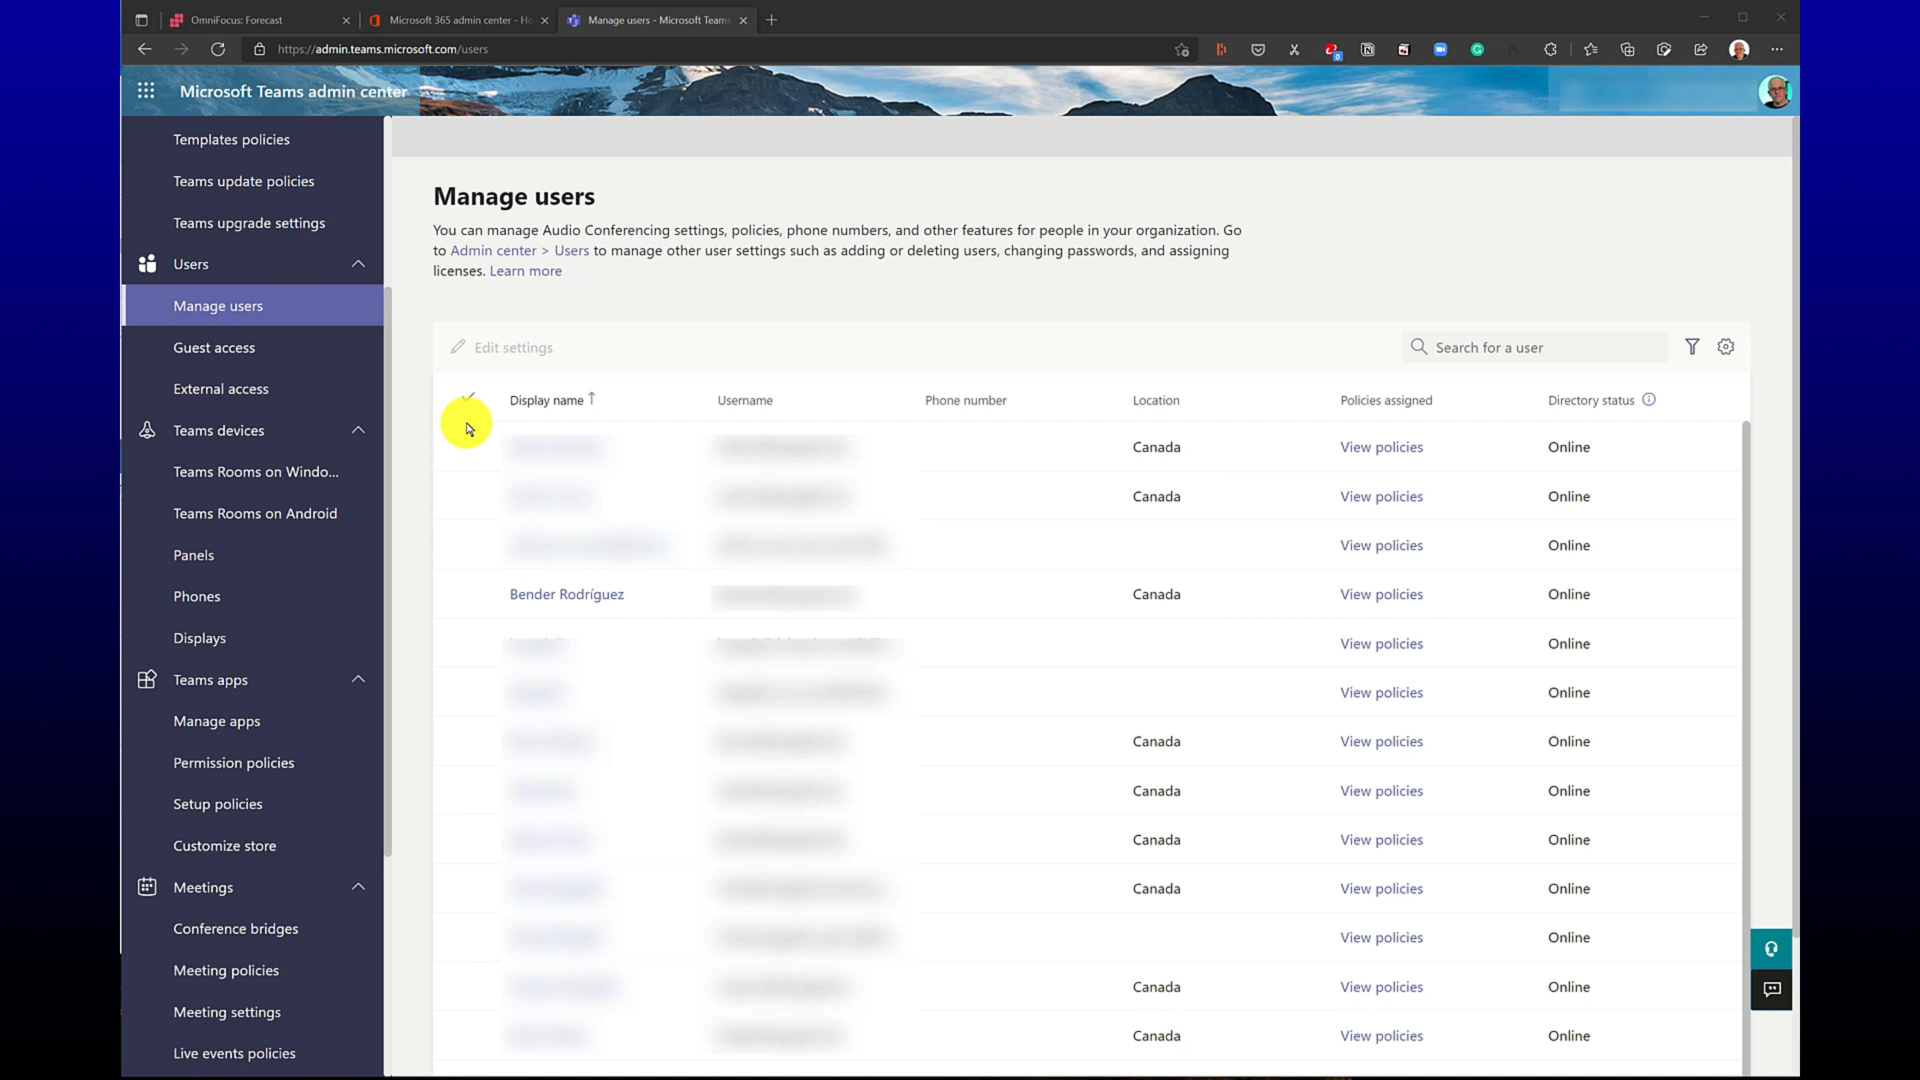 OmniFocus: Forecast
Microsoft 365 admin center - Ho
Manage users - Microsoft Teams
https://admin.teams.microsoft.com/users
0
Microsoft Teams admin center
Templates policies
Teams update policies
Teams upgrade settings
Users
Manage users
Guest access
External access
Teams devices
Teams Rooms on Windo...
Teams Rooms on Android
Panels
Phones
Displays
Teams apps
Manage apps
Permission policies
Setup policies
Customize store
Meetings
Conference bridges
Meeting policies
Meeting settings
Live events policies
Manage users
You can manage Audio Conferencing settings, policies, phone numbers, and other features for people in your organization. Go
to Admin center > Users to manage other user settings such as adding or deleting users, changing passwords, and assigning
licenses. Learn more
Edit settings
Search for a user
Display name ↑ Username Phone number Location Policies assigned Directory status
Canada View policies Online
Canada View policies Online
View policies Online
Bender Rodríguez Canada View policies Online
View policies Online
View policies Online
Canada View policies Online
Canada View policies Online
Canada View policies Online
Canada View policies Online
View policies Online
Canada View policies Online
Canada View policies Online